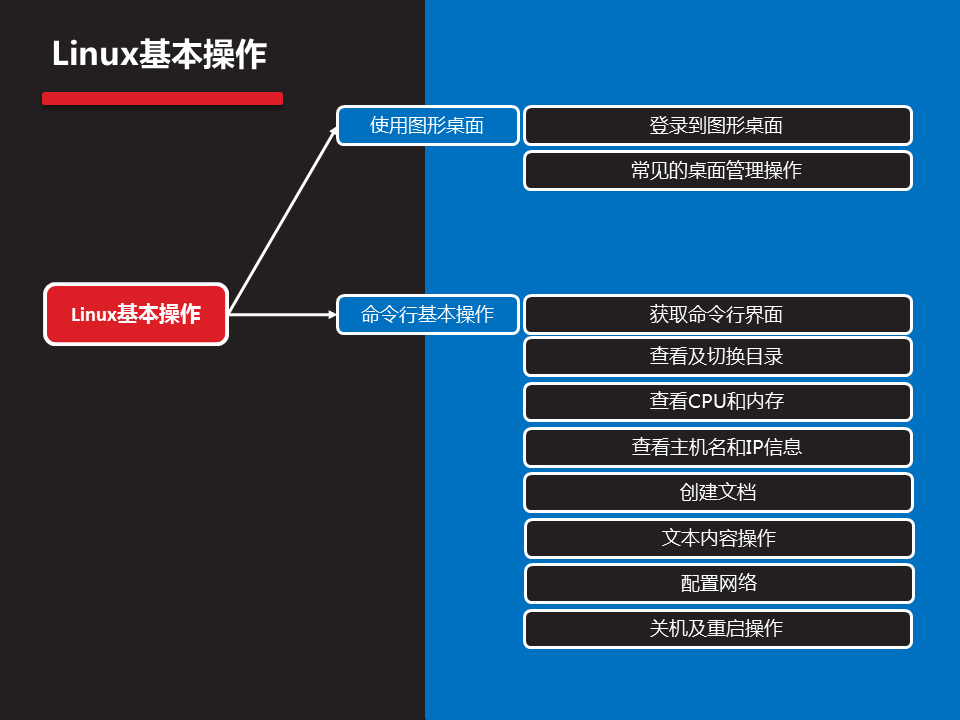 Linux基本操作
使用图形桌面
登录到图形桌面
常见的桌面管理操作
Linux基本操作
命令行基本操作
获取命令行界面
查看及切换目录
查看CPU和内存
查看主机名和IP信息
创建文档
文本内容操作
配置网络
关机及重启操作